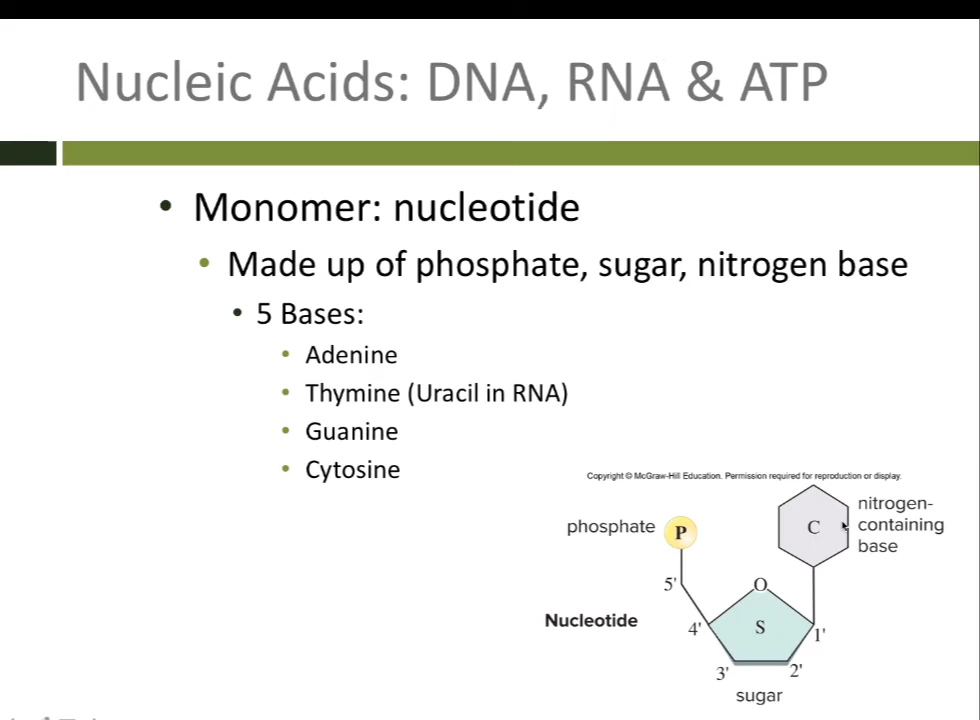 Nucleic Acids: DNA, RNA & ATP
• Monomer: nucleotide
• Made up of phosphate, sugar, nitrogen base
• 5 Bases:
• Adenine
• Thymine (Uracil in RNA)
• Guanine
• Cytosine
Copyright © McGraw-Hill Education. Permission required for reproduction or display.
phosphate
P
C
nitrogen-
containing
base
5'
O
Nucleotide
4'
S
1'
3'
2'
sugar